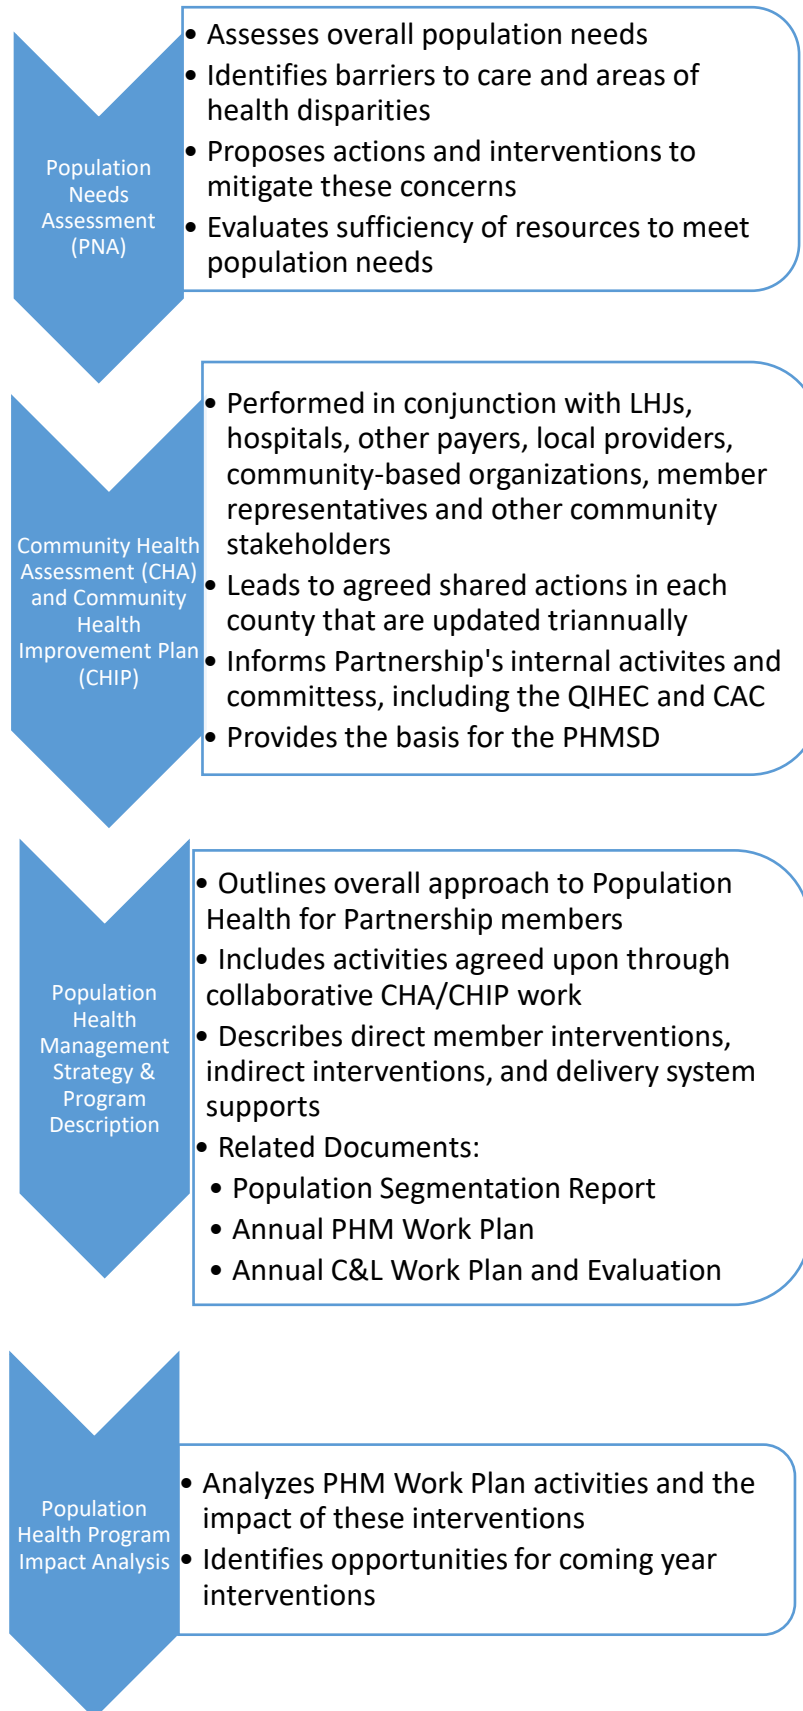 Population
Needs
Assessment
(PNA)
• Assesses overall population needs
• Identifies barriers to care and areas of
health disparities
• Proposes actions and interventions to
mitigate these concerns
• Evaluates sufficiency of resources to meet
population needs
Community Health
Assessment (CHA)
and Community
Health
Improvement Plan
(CHIP)
• Performed in conjunction with LHJs,
hospitals, other payers, local providers,
community-based organizations, member
representatives and other community
stakeholders
• Leads to agreed shared actions in each
county that are updated triannually
• Informs Partnership's internal activites and
committess, including the QIHEC and CAC
• Provides the basis for the PHMSD
Population
Health
Management
Strategy &
Program
Description
• Outlines overall approach to Population
Health for Partnership members
• Includes activities agreed upon through
collaborative CHA/CHIP work
• Describes direct member interventions,
indirect interventions, and delivery system
supports
• Related Documents:
• Population Segmentation Report
• Annual PHM Work Plan
• Annual C&L Work Plan and Evaluation
Population
Health Program
Impact Analysis
• Analyzes PHM Work Plan activities and the
impact of these interventions
• Identifies opportunities for coming year
interventions